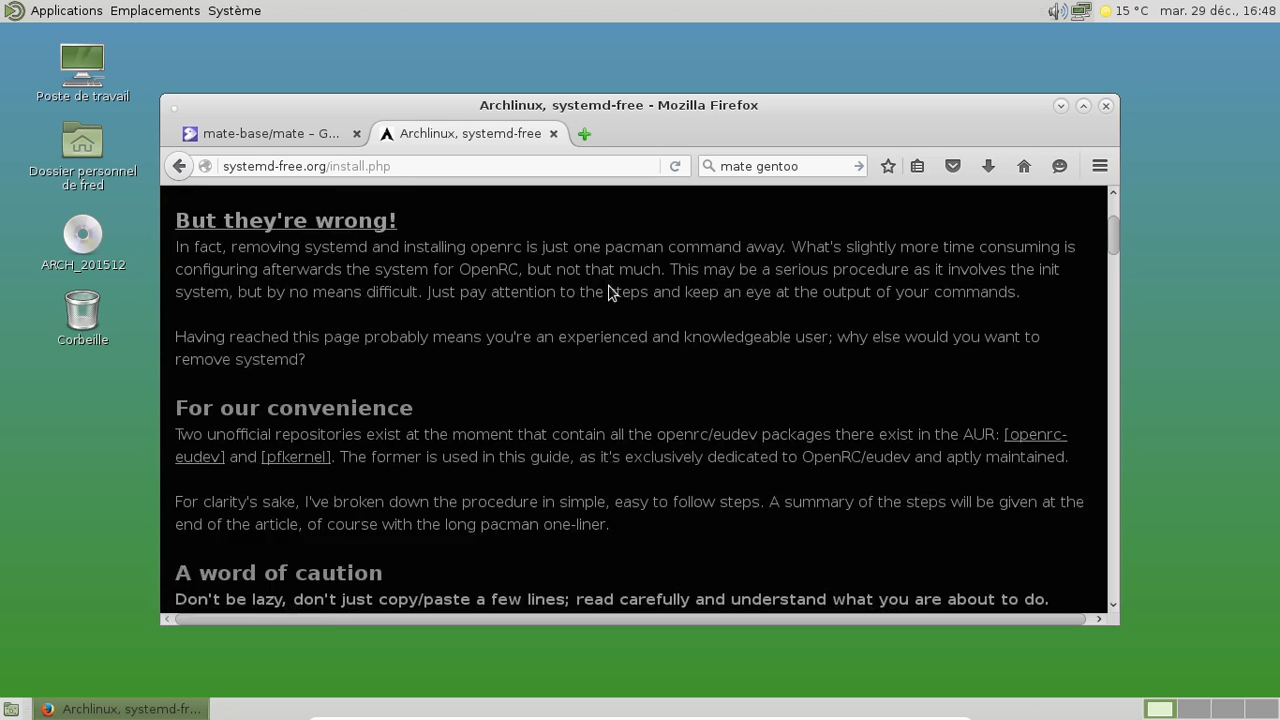 Applications Emplacements Système
15 °C mar. 29 déc., 16:48
Poste de travail
Dossier personnel
de fred
ARCH_201512
Corbeille
Archlinux, systemd-free - Mozilla Firefox
mate-base/mate – G...
Archlinux, systemd-free
systemd-free.org/install.php
mate gentoo
But they're wrong!
In fact, removing systemd and installing openrc is just one pacman command away. What's slightly more time consuming is
configuring afterwards the system for OpenRC, but not that much. This may be a serious procedure as it involves the init
system, but by no means difficult. Just pay attention to the steps and keep an eye at the output of your commands.
Having reached this page probably means you're an experienced and knowledgeable user; why else would you want to
remove systemd?
For our convenience
Two unofficial repositories exist at the moment that contain all the openrc/eudev packages there exist in the AUR: [openrc-
eudev] and [pfkernel]. The former is used in this guide, as it's exclusively dedicated to OpenRC/eudev and aptly maintained.
For clarity's sake, I've broken down the procedure in simple, easy to follow steps. A summary of the steps will be given at the
end of the article, of course with the long pacman one-liner.
A word of caution
Don't be lazy, don't just copy/paste a few lines; read carefully and understand what you are about to do.
Archlinux, systemd-fr...